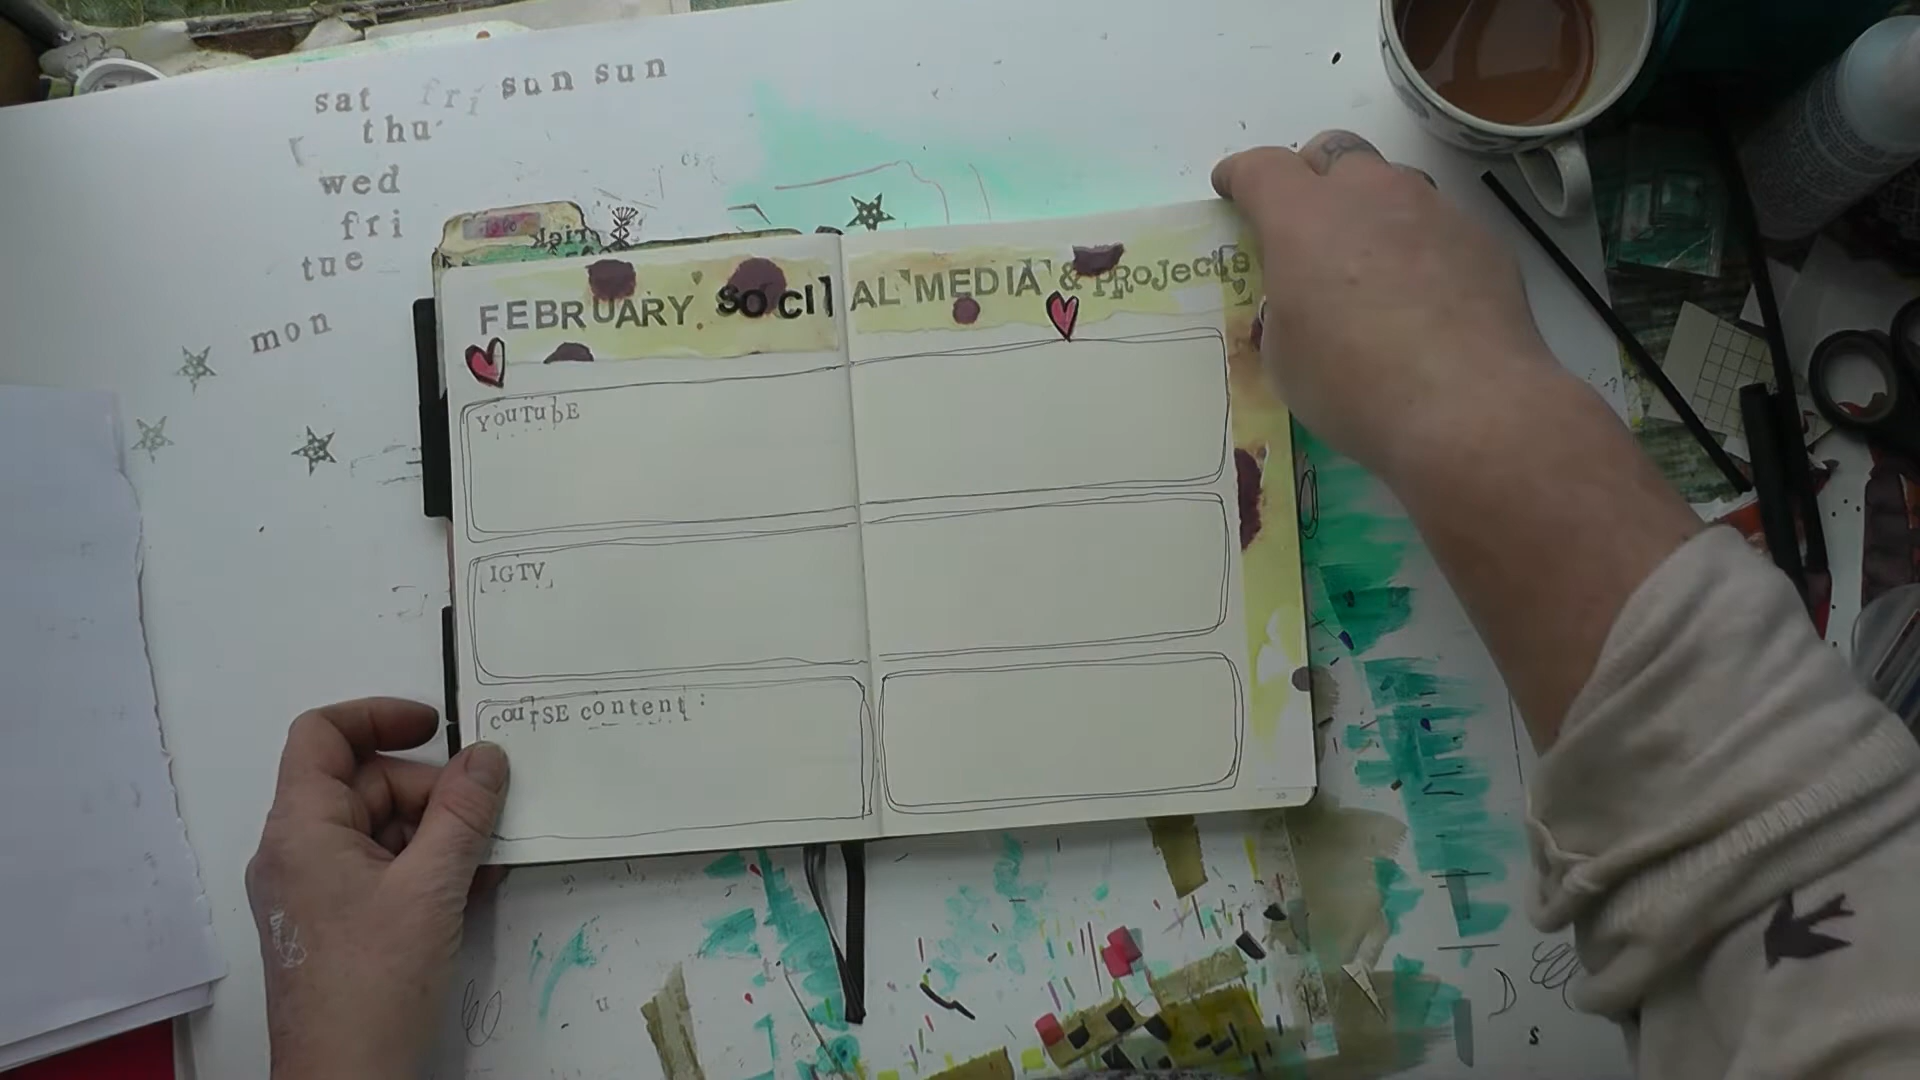 sat fri sun sun
thu
wed
fri
tue
mon
FEBRUARY SOCIAL MEDIA & PROJects
YouTubE
IGTV
courSE content:
s